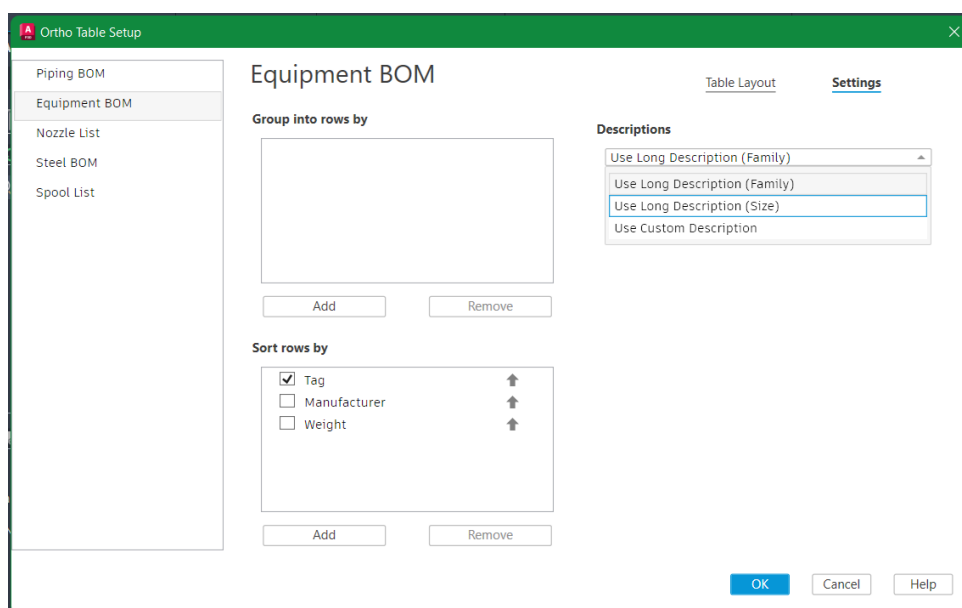 Ortho Table Setup
Piping BOM
Equipment BOM
Nozzle List
Steel BOM
Spool List
Equipment BOM
Table Layout
Settings
Group into rows by
Add
Remove
Sort rows by
Tag
Manufacturer
Weight
Add
Remove
Descriptions
Use Long Description (Family)
Use Long Description (Family)
Use Long Description (Size)
Use Custom Description
OK
Cancel
Help